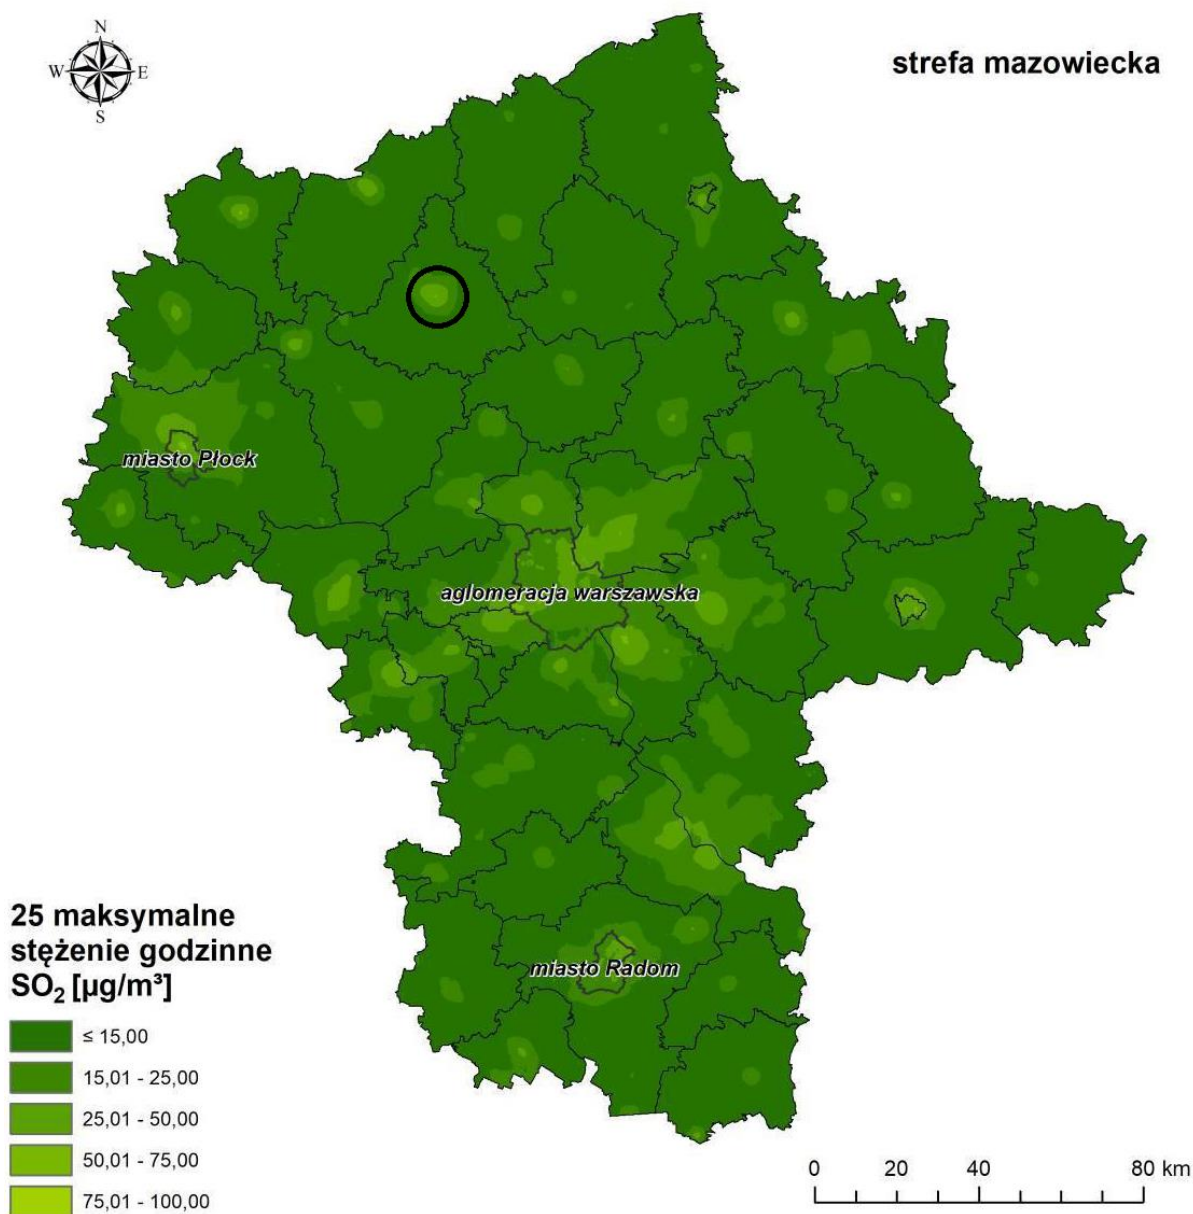 N
W E
S
strefa mazowiecka
miasto Płock
aglomeracja warszawska
miasto Radom
25 maksymalne
stężenie godzinne
SO₂ [µg/m³]
≤ 15,00
15,01 - 25,00
25,01 - 50,00
50,01 - 75,00
75,01 - 100,00
0 20 40 80 km